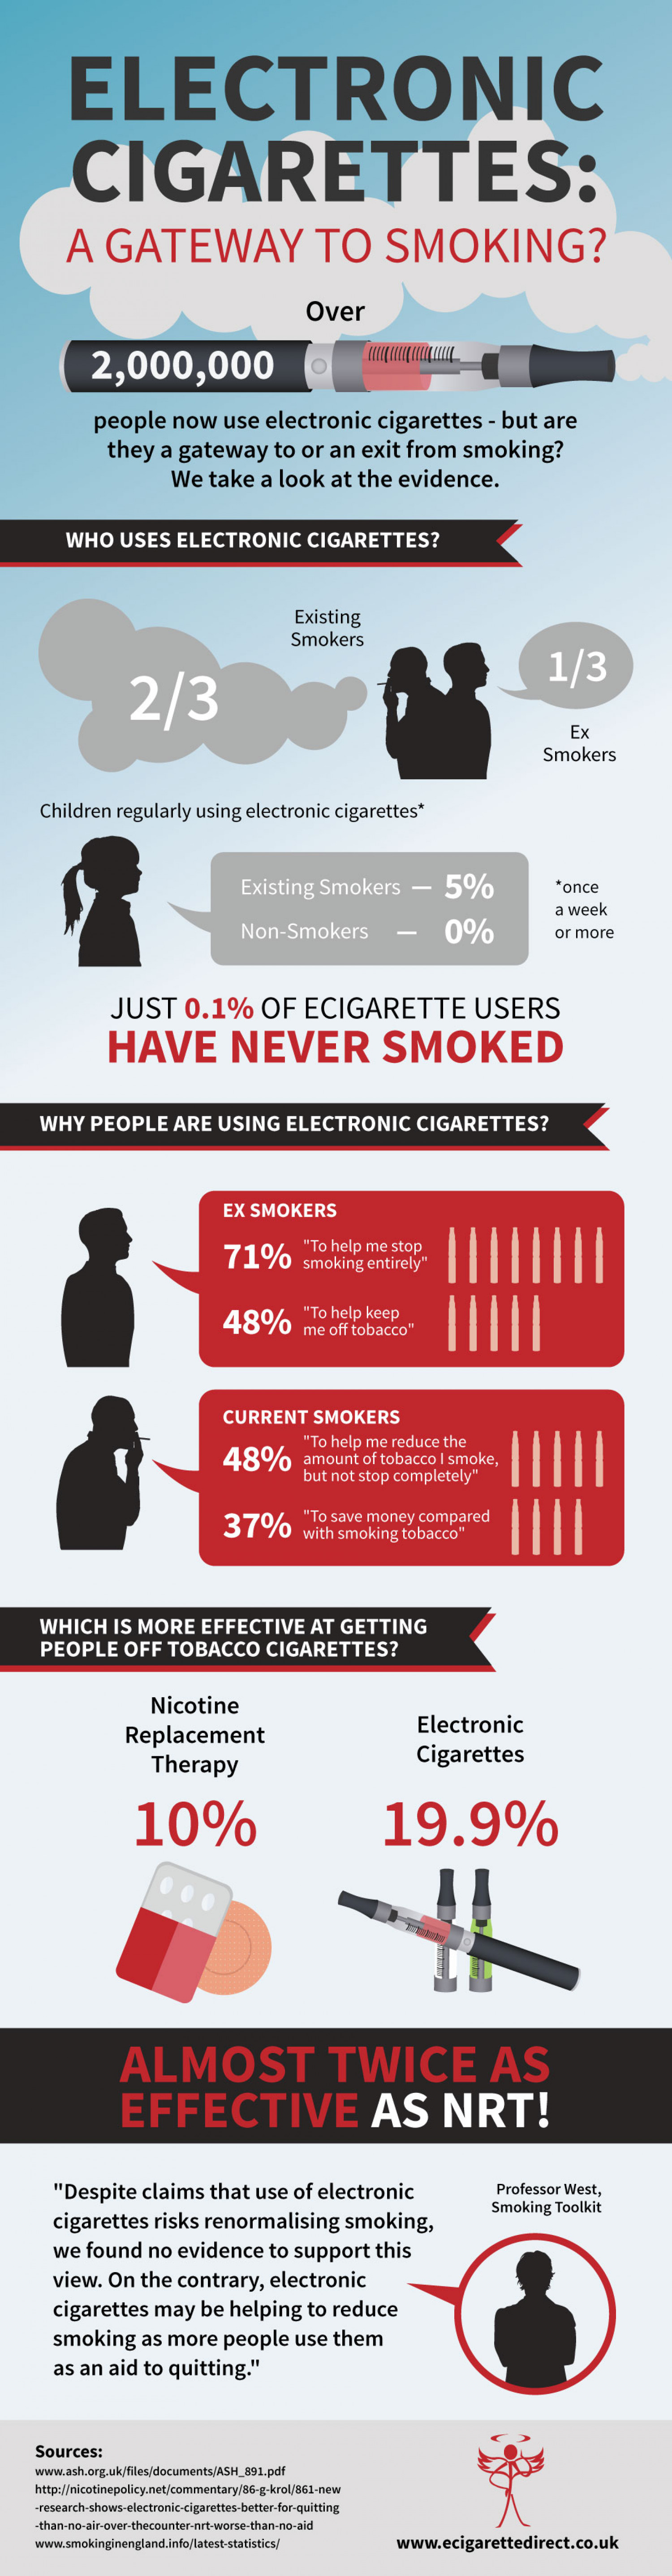 ELECTRONIC
CIGARETTES:
A GATEWAY TO SMOKING?
Over
2,000,000
people now use electronic cigarettes - but are
they a gateway to or an exit from smoking?
We take a look at the evidence.
WHO USES ELECTRONIC CIGARETTES?
Existing
Smokers
2/3
1/3
Ex
Smokers
Children regularly using electronic cigarettes*
Existing Smokers — 5%
Non-Smokers — 0%
*once
a week
or more
JUST 0.1% OF ECIGARETTE USERS
HAVE NEVER SMOKED
WHY PEOPLE ARE USING ELECTRONIC CIGARETTES?
EX SMOKERS
71% "To help me stop
smoking entirely"
48% "To help keep
me off tobacco"
CURRENT SMOKERS
48% "To help me reduce the
amount of tobacco I smoke,
but not stop completely"
37% "To save money compared
with smoking tobacco"
WHICH IS MORE EFFECTIVE AT GETTING
PEOPLE OFF TOBACCO CIGARETTES?
Nicotine
Replacement
Therapy
10%
Electronic
Cigarettes
19.9%
ALMOST TWICE AS
EFFECTIVE AS NRT!
"Despite claims that use of electronic
cigarettes risks renormalising smoking,
we found no evidence to support this
view. On the contrary, electronic
cigarettes may be helping to reduce
smoking as more people use them
as an aid to quitting."
Professor West,
Smoking Toolkit
Sources:
www.ash.org.uk/files/documents/ASH_891.pdf
http://nicotinepolicy.net/commentary/86-g-krol/861-new
-research-shows-electronic-cigarettes-better-for-quitting
-than-no-air-over-thecounter-nrt-worse-than-no-aid
www.smokinginengland.info/latest-statistics/
www.ecigarettedirect.co.uk